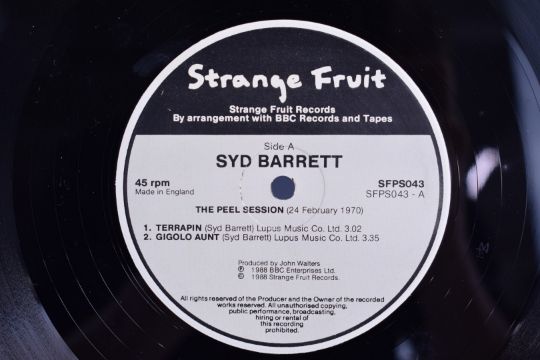 Strange Fruit
Strange Fruit Records
By arrangement with BBC Records and Tapes
Side A
SYD BARRETT
45 rpm
Made in England
SFPS043
SFPS043 - A
THE PEEL SESSION (24 February 1970)
1. TERRAPIN (Syd Barrett) Lupus Music Co. Ltd. 3.02
2. GIGOLO AUNT (Syd Barrett) Lupus Music Co. Ltd. 3.35
Produced by John Walters
℗ 1988 BBC Enterprises Ltd.
© 1988 Strange Fruit Records.
All rights reserved of the Producer and the Owner of the recorded
works reserved. All unauthorised copying,
public performance, broadcasting,
hiring or rental of
this recording
prohibited.